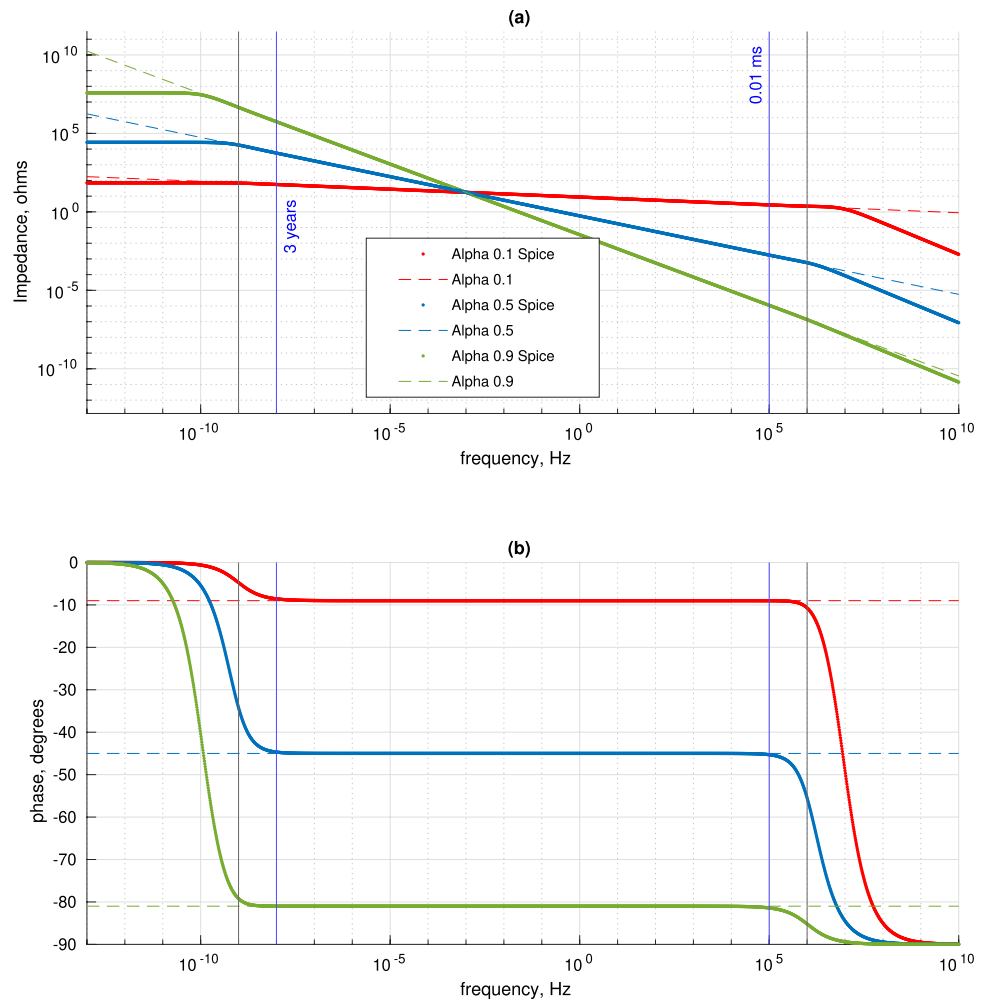 (a)
10^10
10^5
10^0
10^-5
10^-10
Impedance, ohms
3 years
0.01 ms
Alpha 0.1 Spice
Alpha 0.1
Alpha 0.5 Spice
Alpha 0.5
Alpha 0.9 Spice
Alpha 0.9
10^-10 10^-5 10^0 10^5 10^10
frequency, Hz
(b)
0
-10
-20
-30
-40
-50
-60
-70
-80
-90
phase, degrees
10^-10 10^-5 10^0 10^5 10^10
frequency, Hz